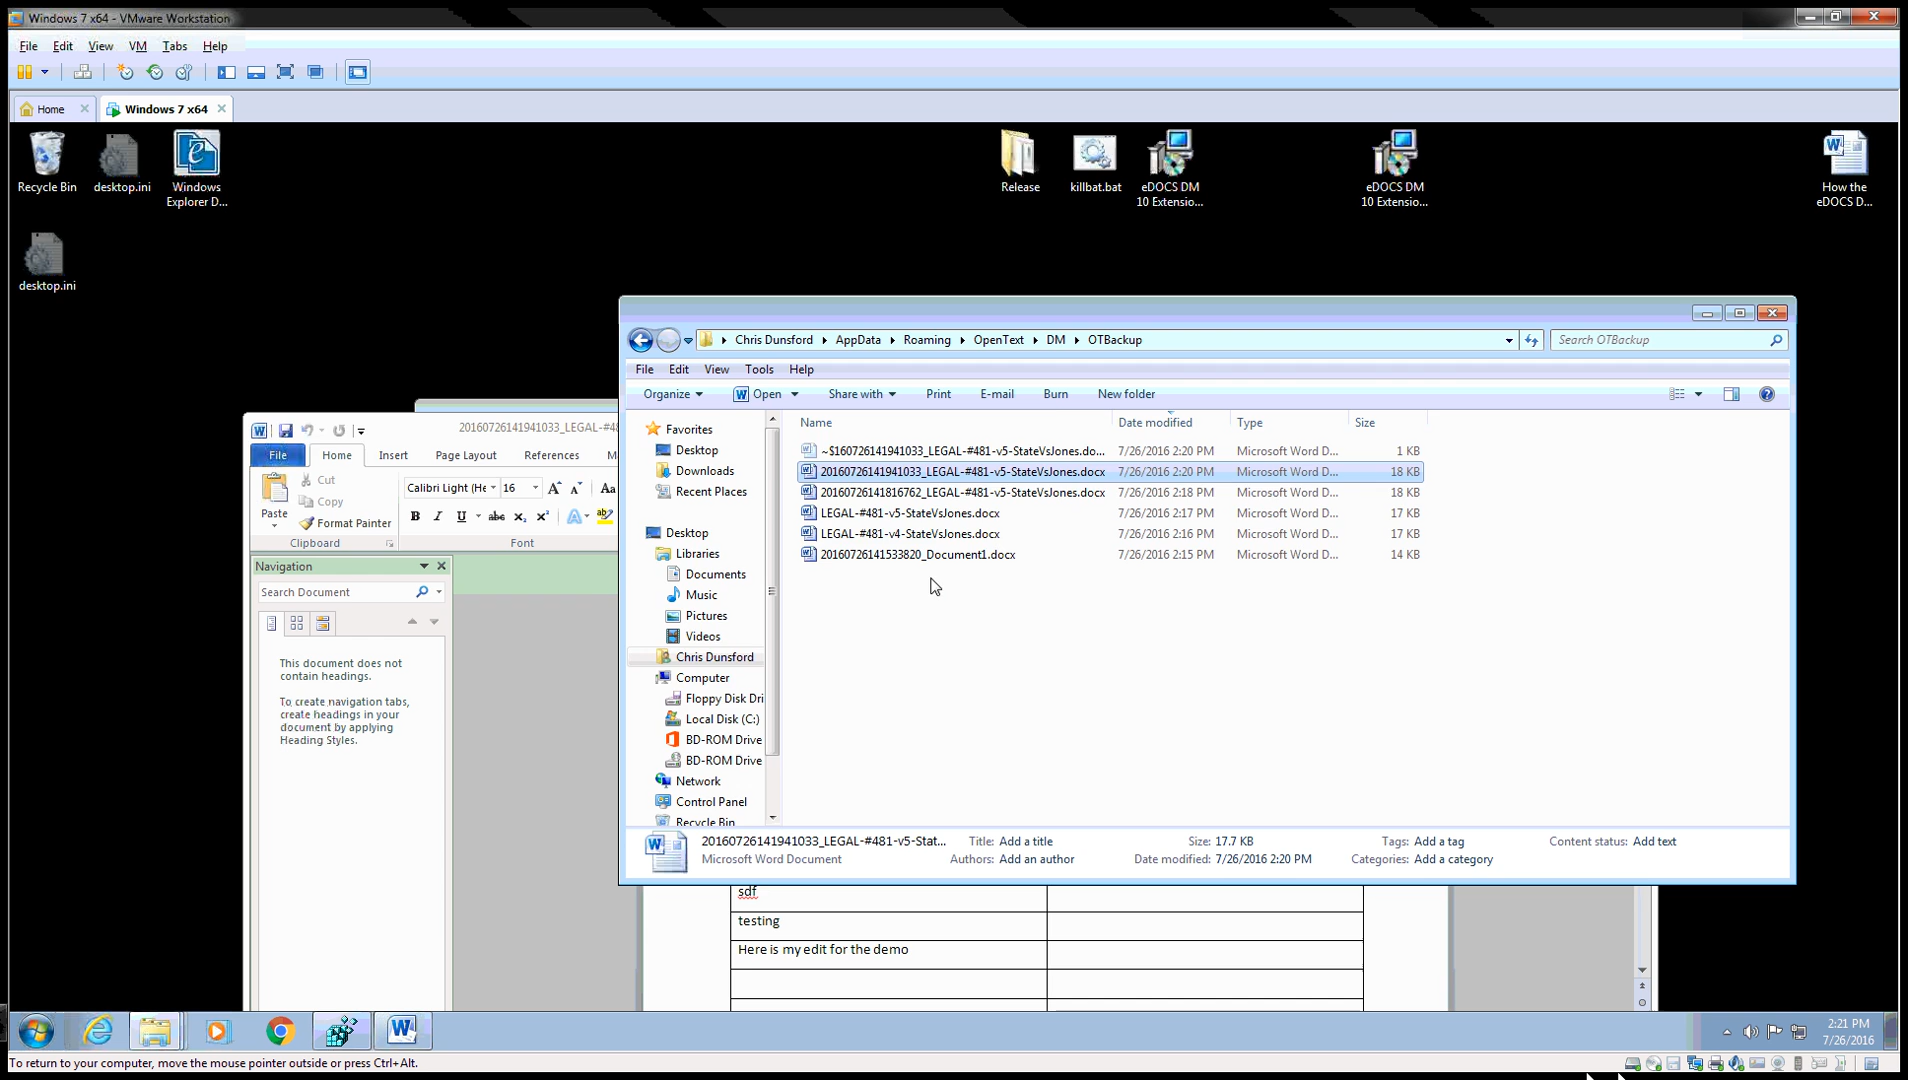 Windows 7 x64 - VMware Workstation
File Edit View VM Tabs Help
Home
Windows 7 x64
Recycle Bin
desktop.ini
Windows
Explorer D...
desktop.ini
Release
killbat.bat
eDOCS DM
10 Extensio...
eDOCS DM
10 Extensio...
How the
eDOCS D...
Chris Dunsford AppData Roaming OpenText DM OTBackup
Search OTBackup
File Edit View Tools Help
Organize Open Share with Print E-mail Burn New folder
Favorites
Desktop
Downloads
Recent Places
Desktop
Libraries
Documents
Music
Pictures
Videos
Chris Dunsford
Computer
Floppy Disk Dri
Local Disk (C:)
BD-ROM Drive
BD-ROM Drive
Network
Control Panel
Recycle Bin
Name Date modified Type Size
~$160726141941033_LEGAL-#481-v5-StateVsJones.do... 7/26/2016 2:20 PM Microsoft Word D... 1 KB
20160726141941033_LEGAL-#481-v5-StateVsJones.docx 7/26/2016 2:20 PM Microsoft Word D... 18 KB
20160726141816762_LEGAL-#481-v5-StateVsJones.docx 7/26/2016 2:18 PM Microsoft Word D... 18 KB
LEGAL-#481-v5-StateVsJones.docx 7/26/2016 2:17 PM Microsoft Word D... 17 KB
LEGAL-#481-v4-StateVsJones.docx 7/26/2016 2:16 PM Microsoft Word D... 17 KB
20160726141533820_Document1.docx 7/26/2016 2:15 PM Microsoft Word D... 14 KB
20160726141941033_LEGAL-#481-v5-Stat... Title: Add a title Size: 17.7 KB Tags: Add a tag Content status: Add text
Microsoft Word Document Authors: Add an author Date modified: 7/26/2016 2:20 PM Categories: Add a category
20160726141941033_LEGAL-#4
File Home Insert Page Layout References M
Cut
Copy
Paste
Format Painter
Clipboard
Calibri Light (He 16
Aa
B I U abc x₂ x² A ab
Font
Navigation
Search Document
This document does not
contain headings.
To create navigation tabs,
create headings in your
document by applying
Heading Styles.
sdf
testing
Here is my edit for the demo
2:21 PM
7/26/2016
To return to your computer, move the mouse pointer outside or press Ctrl+Alt.